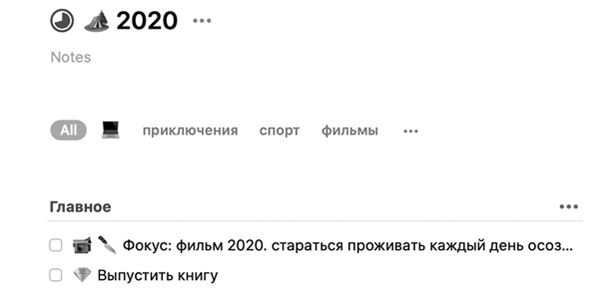 2020 •••
Notes
All приключения спорт фильмы •••
Главное •••
Фокус: фильм 2020. стараться проживать каждый день осоз...
Выпустить книгу